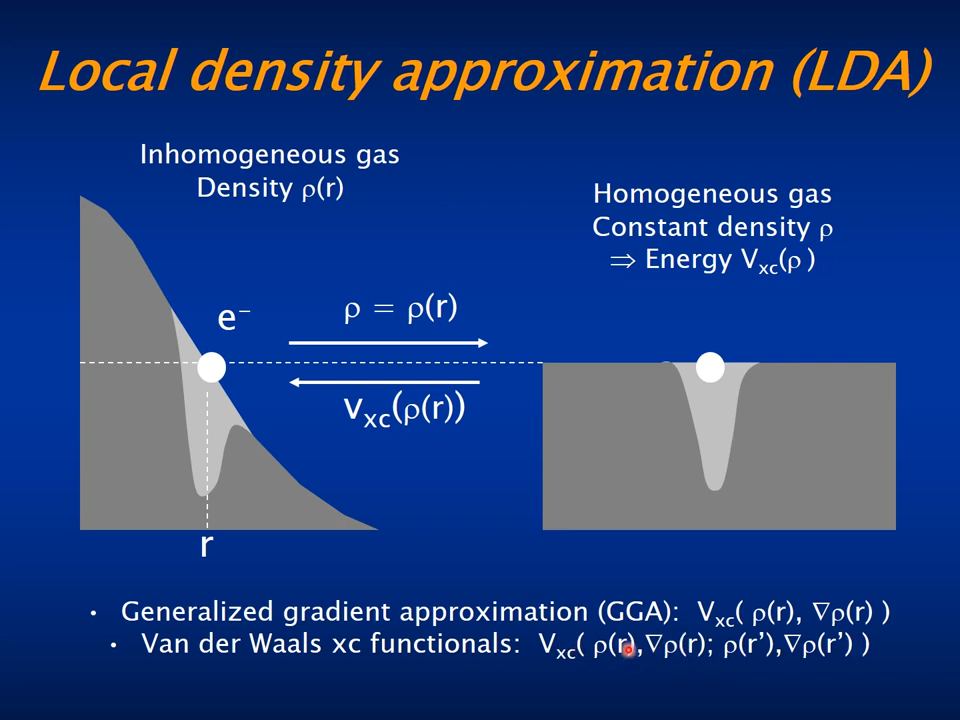 Local density approximation (LDA)
Inhomogeneous gas
Density ρ(r)
Homogeneous gas
Constant density ρ
⇒ Energy Vxc(ρ )
e⁻
ρ = ρ(r)
vxc(ρ(r))
r
• Generalized gradient approximation (GGA): Vxc( ρ(r), ∇ρ(r) )
• Van der Waals xc functionals: Vxc( ρ(r),∇ρ(r); ρ(r’),∇ρ(r’) )